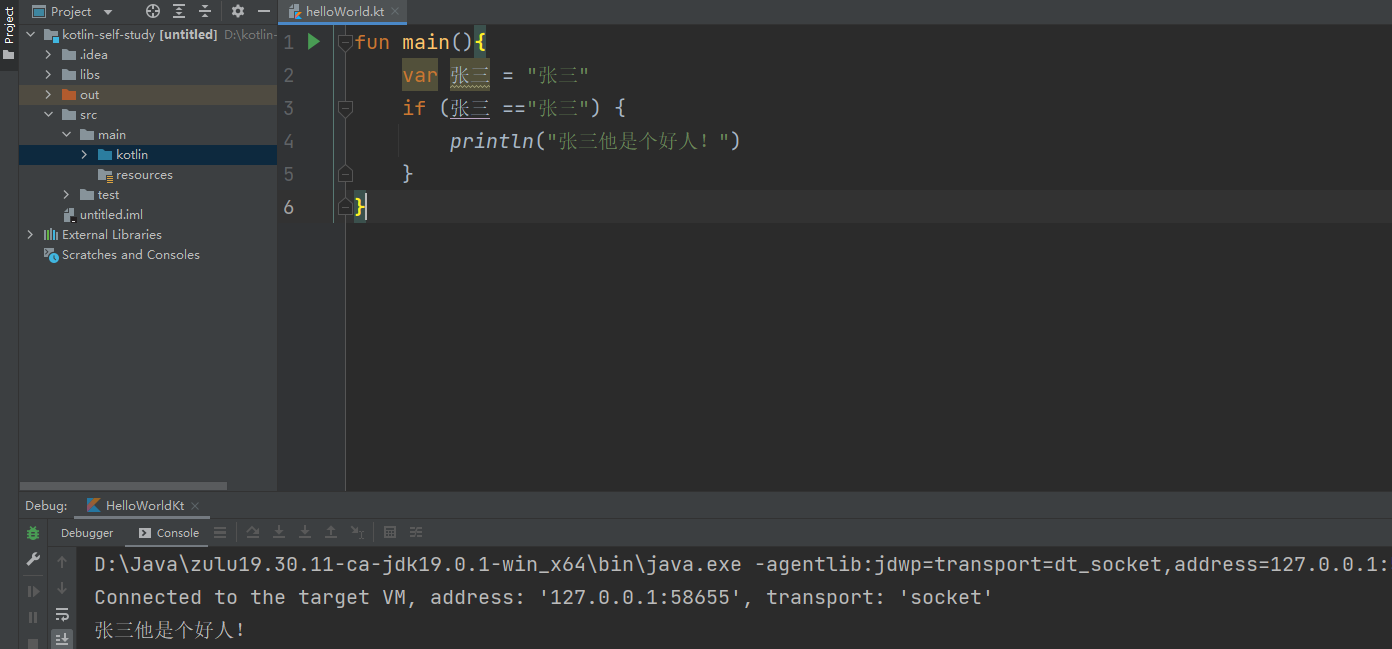 Project
Project
helloWorld.kt
kotlin-self-study [untitled] D:\kotlin-
.idea
libs
out
src
main
kotlin
resources
test
untitled.iml
External Libraries
Scratches and Consoles
1 fun main(){
2 var 张三 = "张三"
3 if (张三 =="张三") {
4 println("张三他是个好人！")
5 }
6 }
Debug: HelloWorldKt
Debugger Console
D:\Java\zulu19.30.11-ca-jdk19.0.1-win_x64\bin\java.exe -agentlib:jdwp=transport=dt_socket,address=127.0.0.1:
Connected to the target VM, address: '127.0.0.1:58655', transport: 'socket'
张三他是个好人！